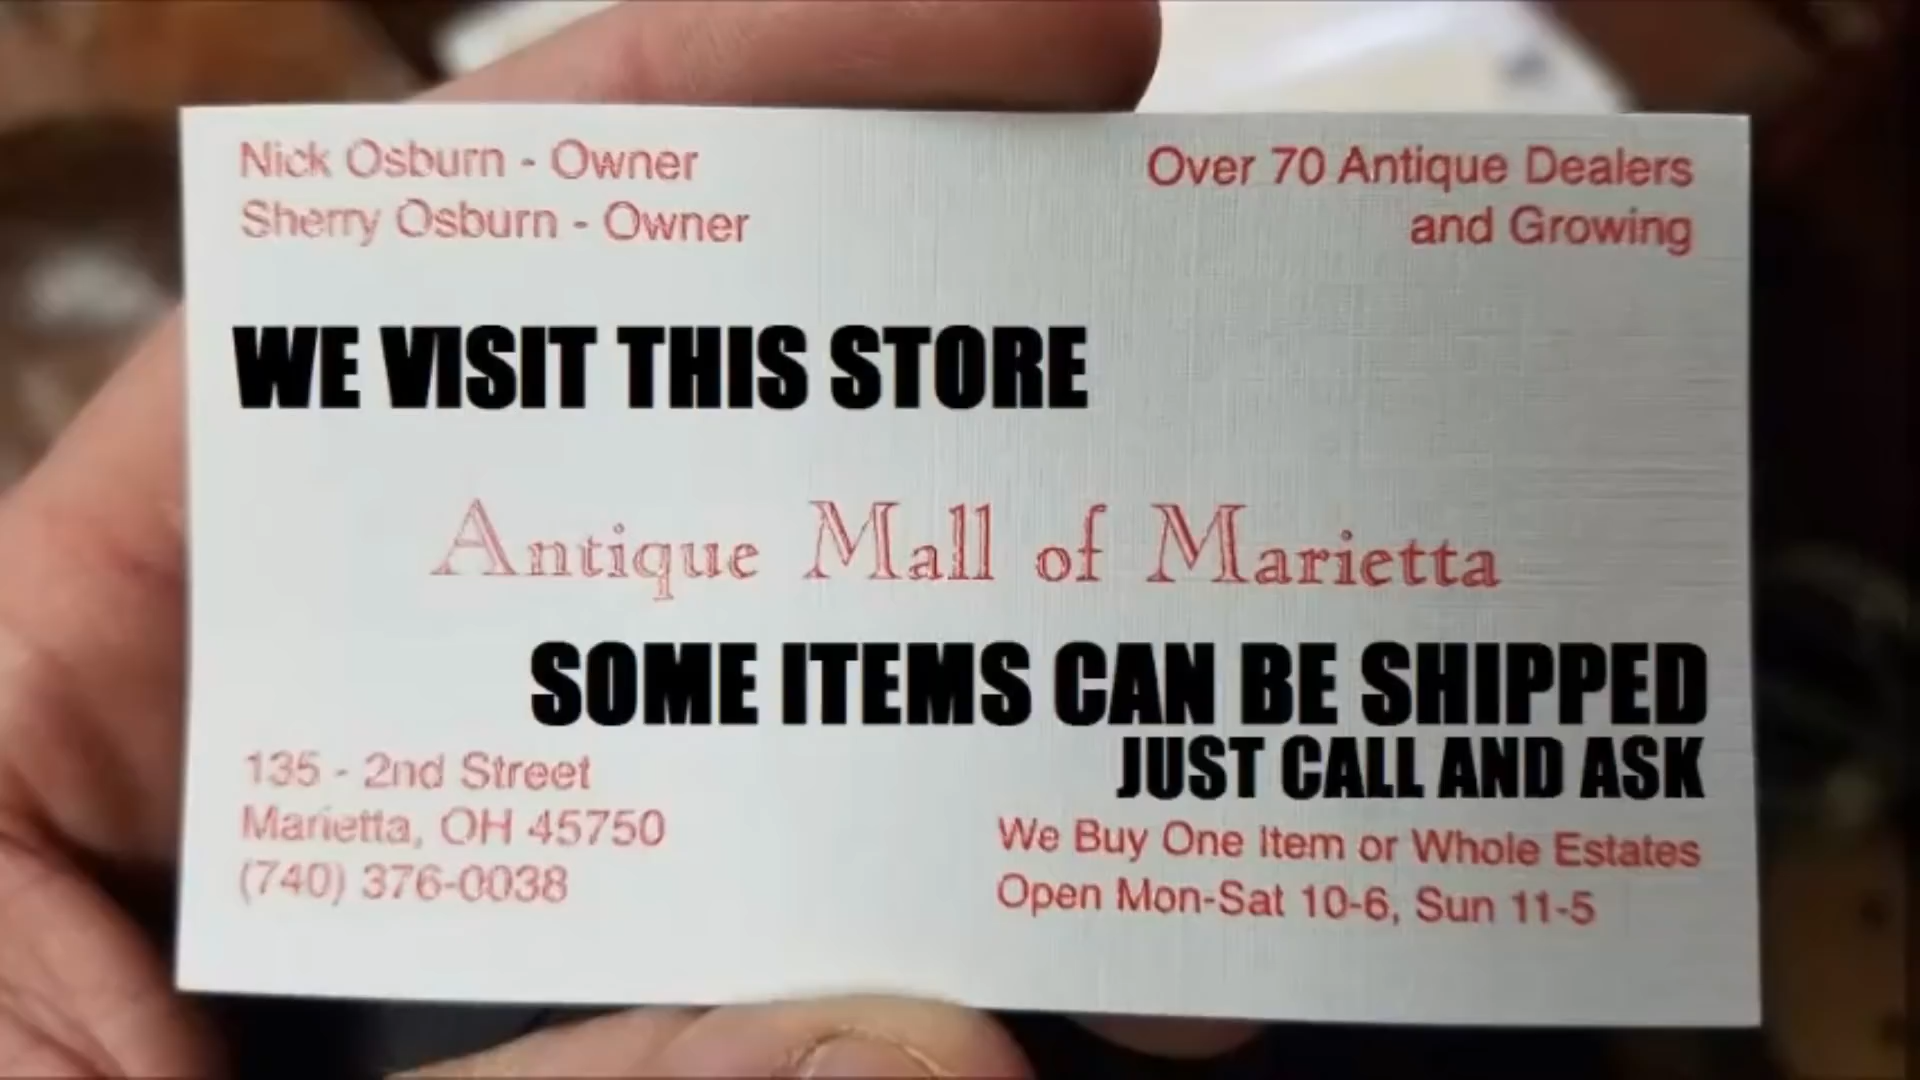 Nick Osburn - Owner
Sherry Osburn - Owner
Over 70 Antique Dealers
and Growing
WE VISIT THIS STORE
Antique Mall of Marietta
SOME ITEMS CAN BE SHIPPED
JUST CALL AND ASK
135 - 2nd Street
Marietta, OH 45750
(740) 376-0038
We Buy One Item or Whole Estates
Open Mon-Sat 10-6, Sun 11-5